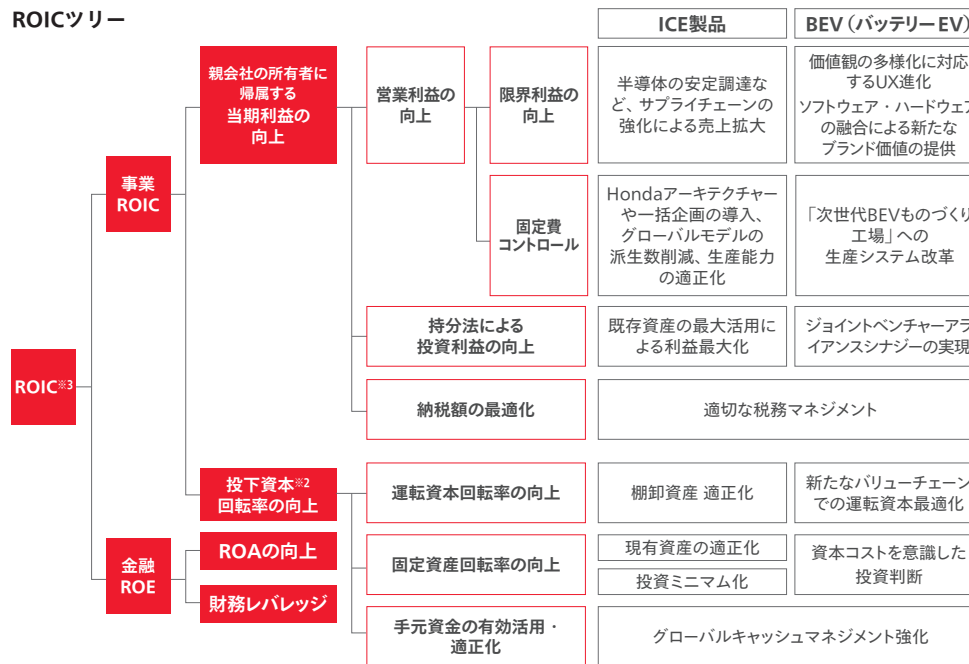 ROICツリー
ICE製品
BEV（バッテリーEV）
親会社の所有者に
帰属する
当期利益の
向上
営業利益の
向上
限界利益の
向上
半導体の安定調達な
ど、サプライチェーンの
強化による売上拡大
価値観の多様化に対応
するUX進化
ソフトウェア・ハードウェア
の融合による新たな
ブランド価値の提供
事業
ROIC
固定費
コントロール
Hondaアーキテクチャー
や一括企画の導入、
グローバルモデルの
派生数削減、生産能力
の適正化
「次世代BEVものづくり
工場」への
生産システム改革
持分法による
投資利益の向上
既存資産の最大活用に
よる利益最大化
ジョイントベンチャーアラ
イアンスシナジーの実現
ROIC※3
納税額の最適化
適切な税務マネジメント
投下資本※2
回転率の向上
運転資本回転率の向上
棚卸資産 適正化
新たなバリューチェーン
での運転資本最適化
金融
ROE
ROAの向上
財務レバレッジ
固定資産回転率の向上
現有資産の適正化
投資ミニマム化
資本コストを意識した
投資判断
手元資金の有効活用・
適正化
グローバルキャッシュマネジメント強化